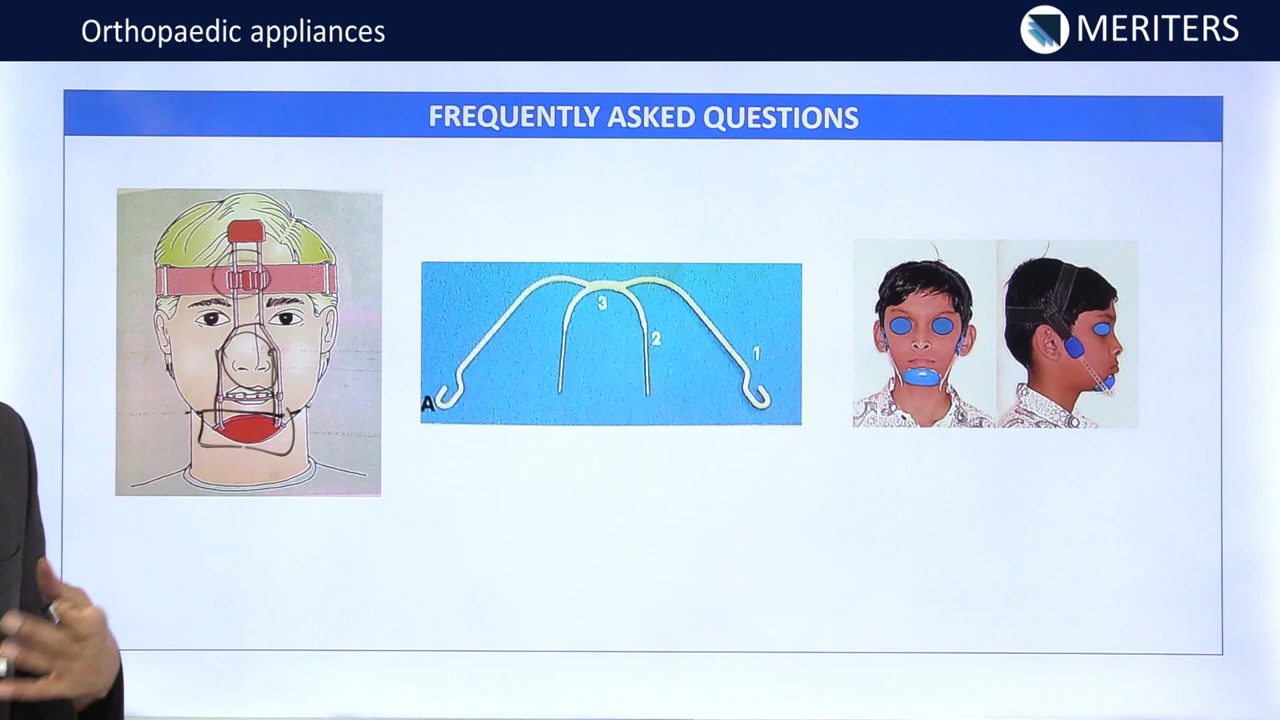 Orthopaedic appliances
MERITERS
FREQUENTLY ASKED QUESTIONS
3
2
1
A